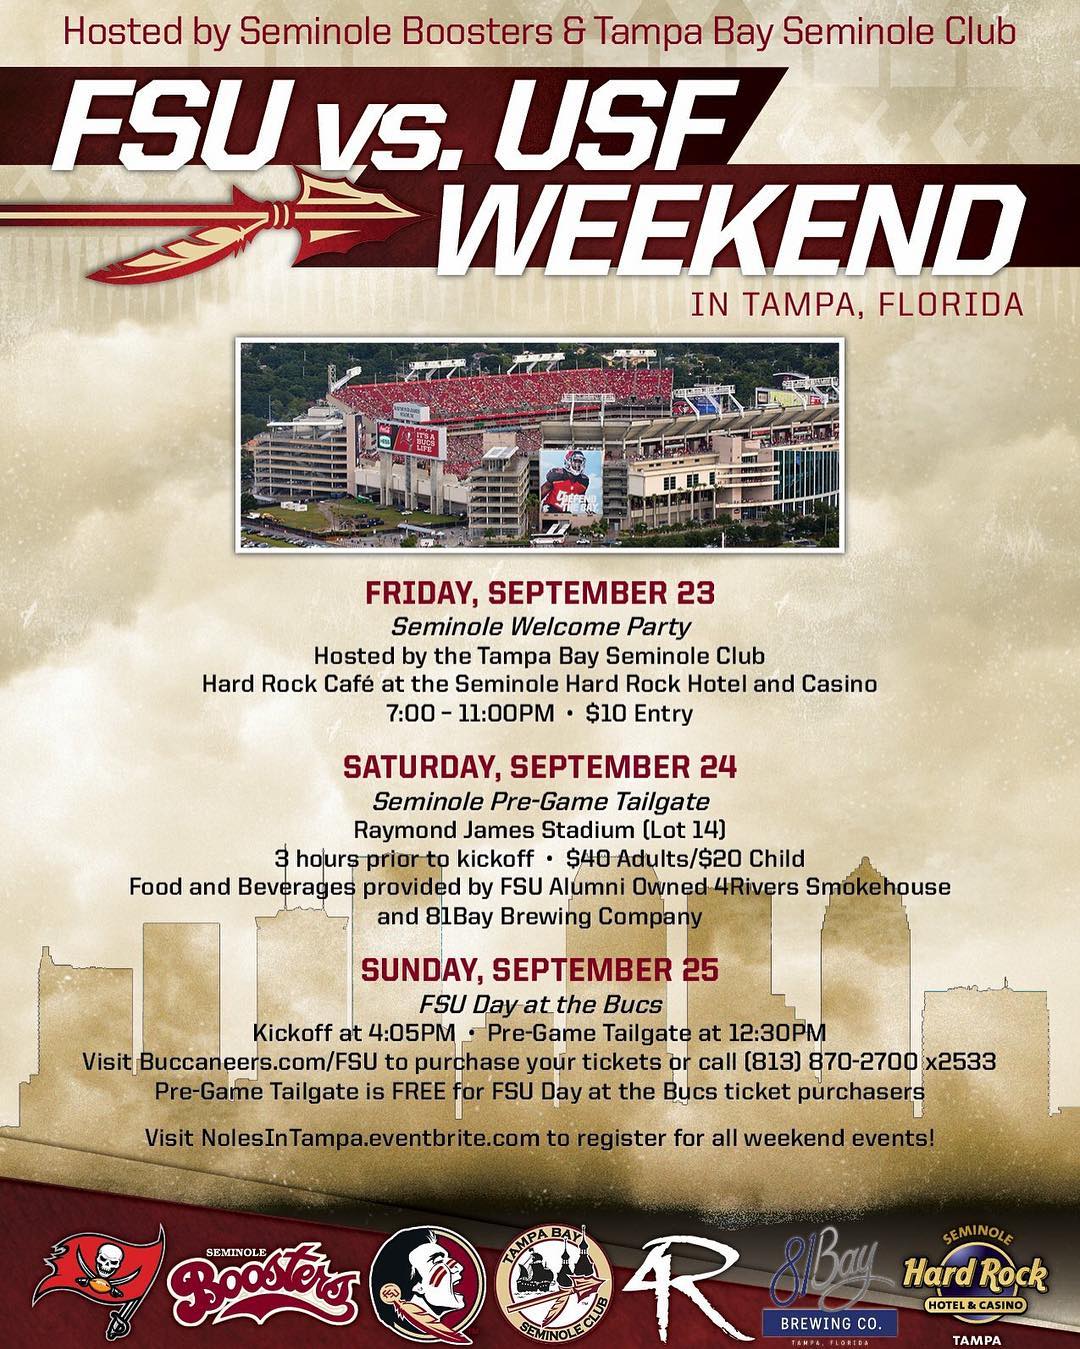 Hosted by Seminole Boosters & Tampa Bay Seminole Club
FSU vs. USF
WEEKEND
IN TAMPA, FLORIDA
IT'S A
BUCS
LIFE
DEFEND
THE BAY
FRIDAY, SEPTEMBER 23
Seminole Welcome Party
Hosted by the Tampa Bay Seminole Club
Hard Rock Café at the Seminole Hard Rock Hotel and Casino
7:00 – 11:00PM • $10 Entry
SATURDAY, SEPTEMBER 24
Seminole Pre-Game Tailgate
Raymond James Stadium (Lot 14)
3 hours prior to kickoff • $40 Adults/$20 Child
Food and Beverages provided by FSU Alumni Owned 4Rivers Smokehouse
and 81Bay Brewing Company
SUNDAY, SEPTEMBER 25
FSU Day at the Bucs
Kickoff at 4:05PM • Pre-Game Tailgate at 12:30PM
Visit Buccaneers.com/FSU to purchase your tickets or call (813) 870-2700 x2533
Pre-Game Tailgate is FREE for FSU Day at the Bucs ticket purchasers
Visit NolesInTampa.eventbrite.com to register for all weekend events!
SEMINOLE
Boosters
TAMPA BAY
SEMINOLE CLUB
4R
81Bay
BREWING CO.
TAMPA, FLORIDA
SEMINOLE
Hard Rock
HOTEL & CASINO
TAMPA